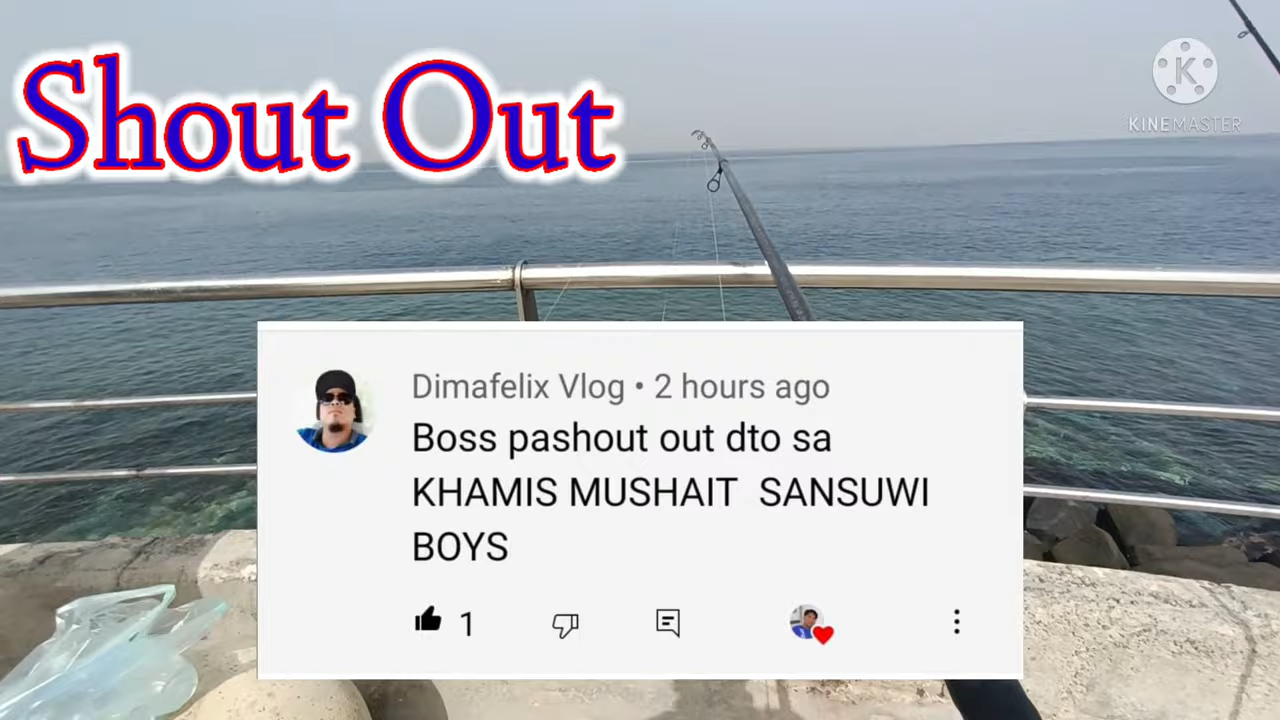 Shout Out
KINEMASTER
Dimafelix Vlog • 2 hours ago
Boss pashout out dto sa
KHAMIS MUSHAIT SANSUWI
BOYS
1